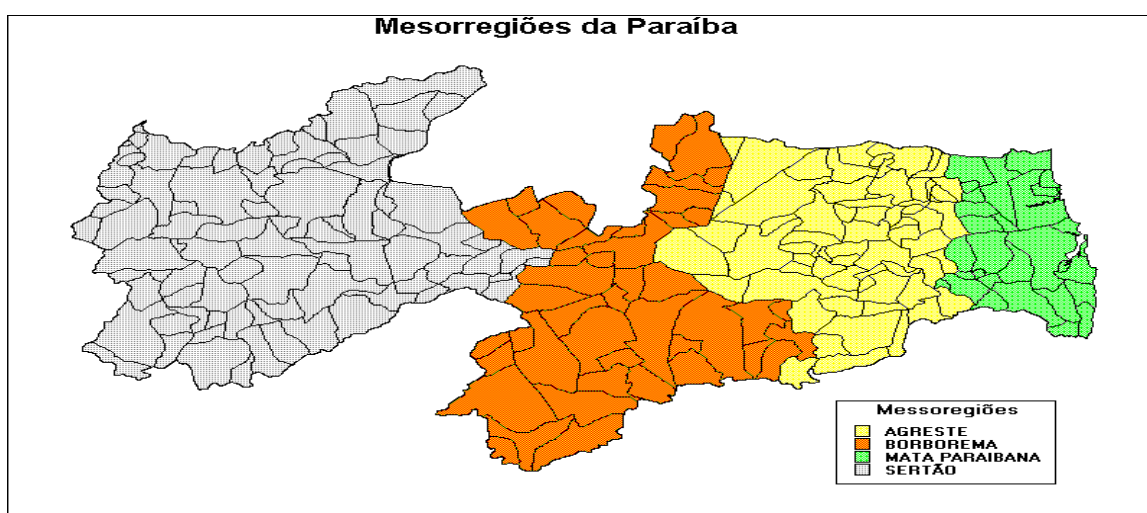 Mesorregiões da Paraíba
Messoregiões
AGRESTE
BORBOREMA
MATA PARAIBANA
SERTÃO